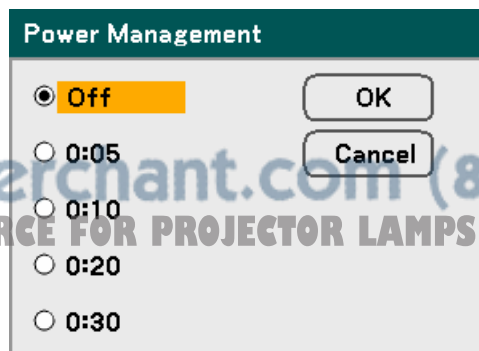 Power Management
Off
OK
0:05
Cancel
erchant.com (8
0:10
RCE FOR PROJECTOR LAMPS
0:20
0:30